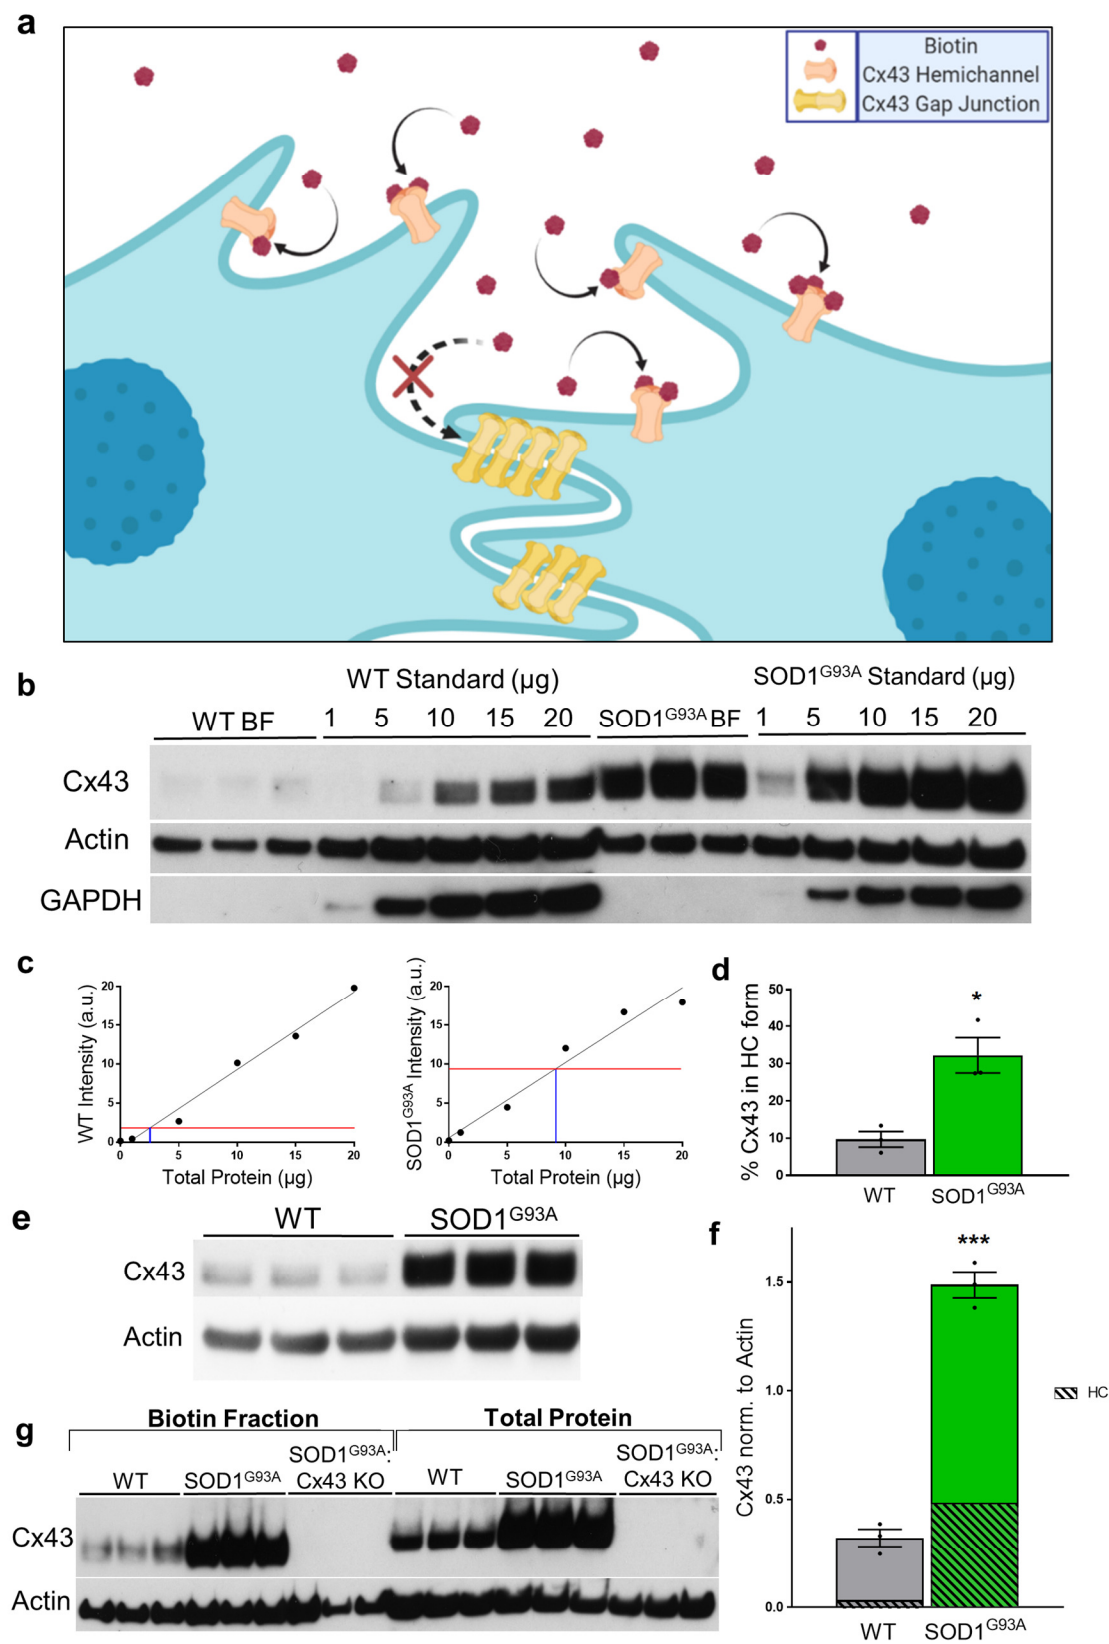 a
Biotin
Cx43 Hemichannel
Cx43 Gap Junction
b
WT Standard (µg)
SOD1G93A Standard (µg)
WT BF 1 5 10 15 20 SOD1G93A BF 1 5 10 15 20
Cx43
Actin
GAPDH
c
WT Intensity (a.u.)
20
15
10
5
0
0 5 10 15 20
Total Protein (µg)
SOD1G93A Intensity (a.u.)
20
15
10
5
0
0 5 10 15 20
Total Protein (µg)
d
% Cx43 in HC form
50
40
30
20
10
0
*
WT SOD1G93A
e
WT SOD1G93A
Cx43
Actin
f
Cx43 norm. to Actin
***
1.5
1.0
0.5
0.0
HC
WT SOD1G93A
g
Biotin Fraction Total Protein
WT SOD1G93A SOD1G93A: Cx43 KO WT SOD1G93A SOD1G93A: Cx43 KO
Cx43
Actin